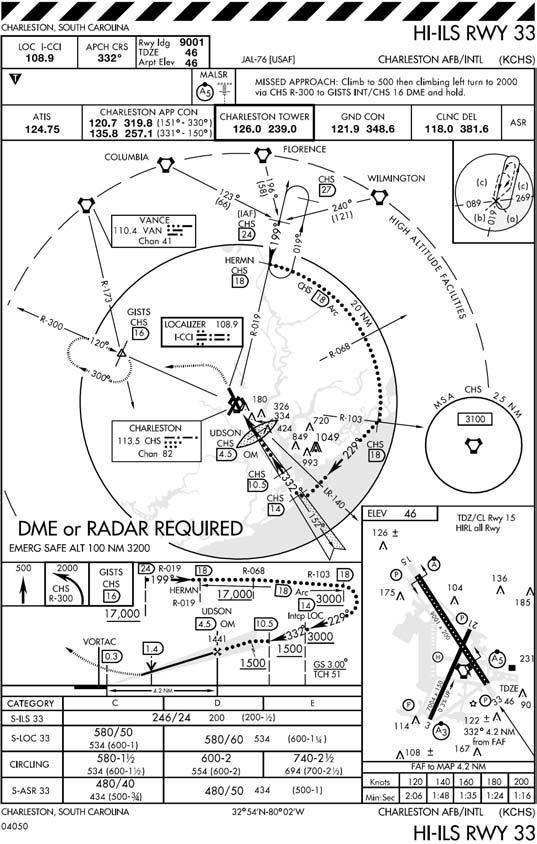 CHARLESTON, SOUTH CAROLINA
HI-ILS RWY 33
LOC I-CCI 108.9
APCH CRS 332°
Rwy ldg 9001
TDZE 46
Arpt Elev 46
JAL-76 [USAF]
CHARLESTON AFB/INTL (KCHS)
T
MALSR
A5
MISSED APPROACH: Climb to 500 then climbing left turn to 2000
via CHS R-300 to GISTS INT/CHS 16 DME and hold.
ATIS
124.75
CHARLESTON APP CON
120.7 319.8 (151°-330°)
135.8 257.1 (331°-150°)
CHARLESTON TOWER
126.0 239.0
GND CON
121.9 348.6
CLNC DEL
118.0 381.6
ASR
COLUMBIA
FLORENCE
WILMINGTON
HIGH ALTITUDE FACILITIES
123°
(66)
196°
(58)
240°
(121)
CHS
27
(IAF)
CHS
24
199°
019°
HERMN
CHS
18
CHS 18 Arc
20 NM
(c)
(c)
089
269
(b)
019
(a)
VANCE
110.4 VAN
Chan 41
R-173
GISTS
CHS
16
R-300
120°
300°
LOCALIZER 108.9
I-CCI
R-019
R-068
R-103
CHS
18
229°
CHARLESTON
113.5 CHS
Chan 82
180
326
334
424
720
849
1049
993
UDSON
CHS
4.5 OM
CHS
10.5
CHS
14
332°
152°
LR-140
MSA CHS 25 NM
3100
DME or RADAR REQUIRED
EMERG SAFE ALT 100 NM 3200
500
2000
CHS
R-300
GISTS
CHS
16
24 R-019
199°
17,000
HERMN
R-019
18
R-068
17,000
R-103
18
18
Arc
3000
14
Intcp LOC
3000
229°
332°
UDSON
4.5 OM
10.5
1441
1500
1500
VORTAC
0.3
1.4
GS 3.00°
TCH 51
4.2 NM
CATEGORY C D E
S-ILS 33 246/24 200 (200-½)
S-LOC 33 580/50 534 (600-1) 580/60 534 (600-1¼)
CIRCLING 580-1½ 534 (600-1½) 600-2 554 (600-2) 740-2½ 694 (700-2½)
S-ASR 33 480/40 434 (500-¾) 480/50 434 (500-1)
ELEV 46
TDZ/CL Rwy 15
HIRL all Rwy
126 ±
15
A
P
175
104
136
185
P
21
9001 x 200
H
A5
231
7004 x 150
0.3% UP
P
P
TDZE
46
33
90
114
3
A3
122 ±
332° 4.2 NM
from FAF
108 ±
167
FAF to MAP 4.2 NM
Knots 120 140 160 180 200
Min:Sec 2:06 1:48 1:35 1:24 1:16
CHARLESTON, SOUTH CAROLINA
32°54'N-80°02'W
CHARLESTON AFB/INTL (KCHS)
04050
HI-ILS RWY 33